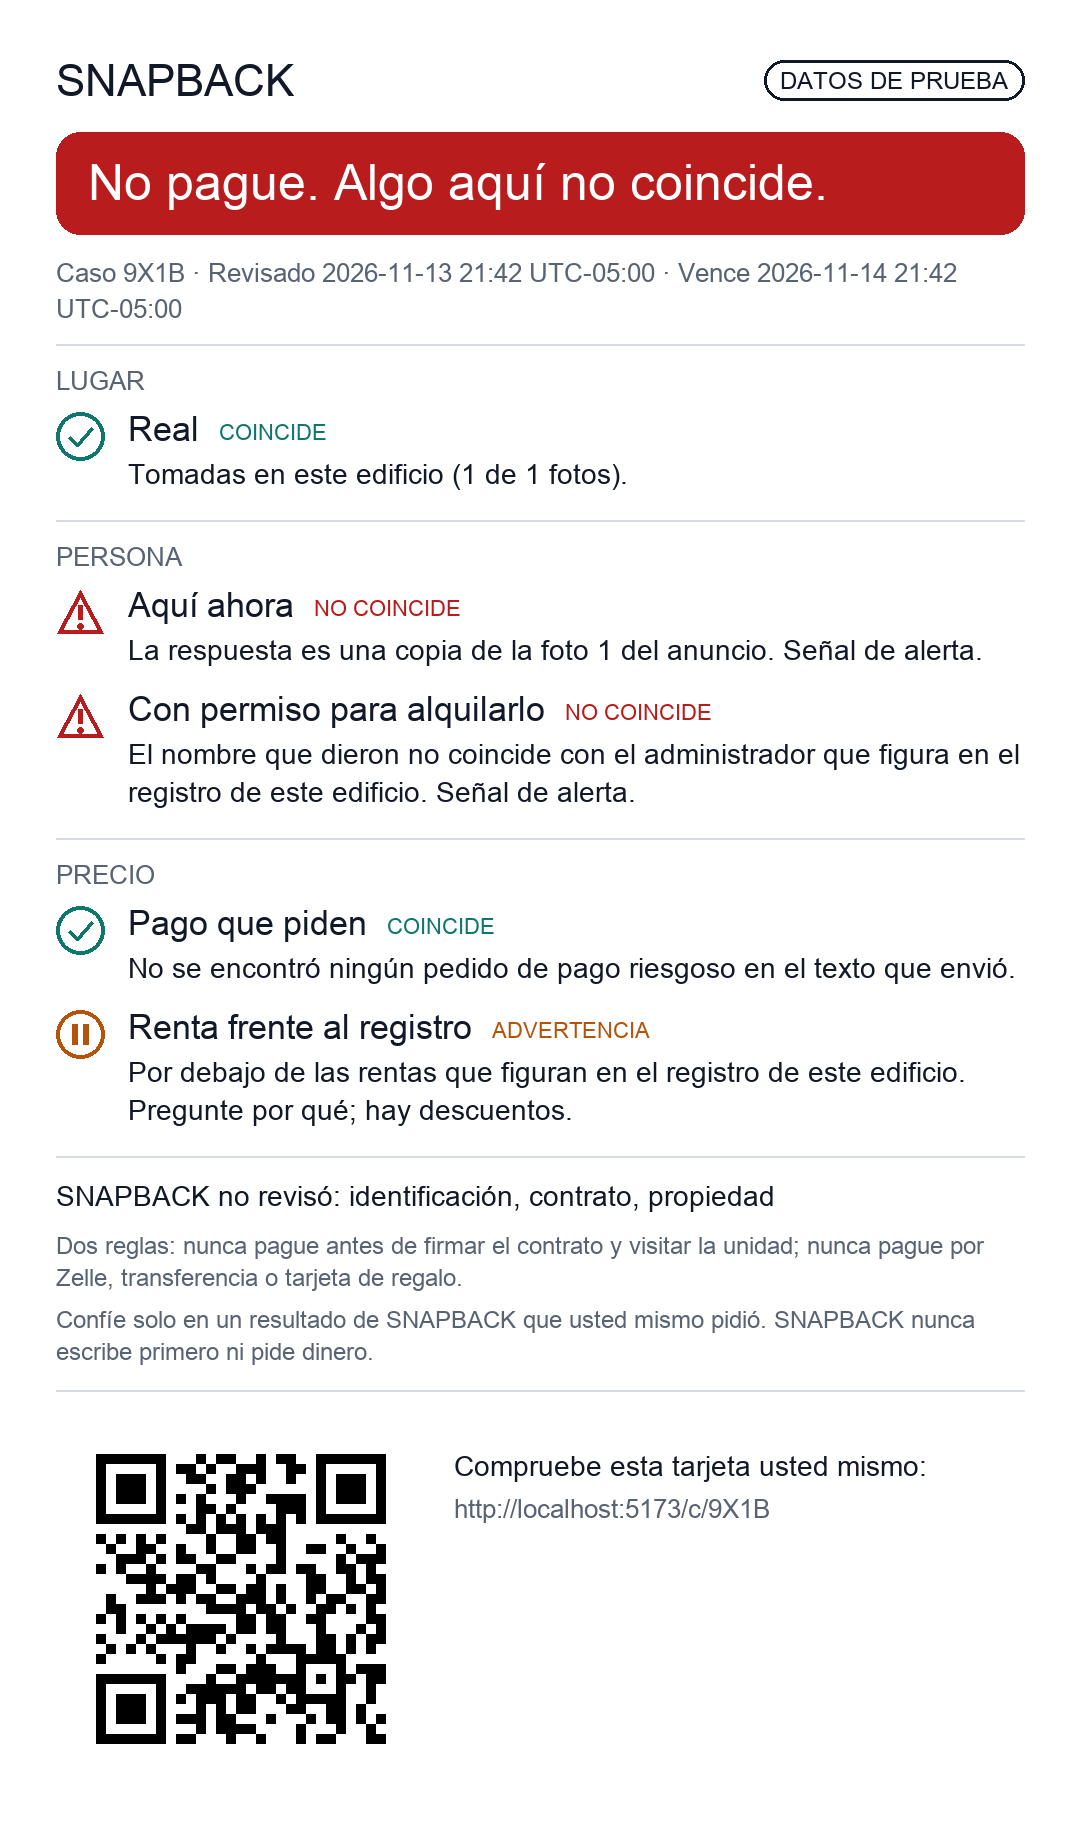 SNAPBACK
DATOS DE PRUEBA
No pague. Algo aquí no coincide.
Caso 9X1B · Revisado 2026-11-13 21:42 UTC-05:00 · Vence 2026-11-14 21:42
UTC-05:00
LUGAR
Real COINCIDE
Tomadas en este edificio (1 de 1 fotos).
PERSONA
Aquí ahora NO COINCIDE
La respuesta es una copia de la foto 1 del anuncio. Señal de alerta.
Con permiso para alquilarlo NO COINCIDE
El nombre que dieron no coincide con el administrador que figura en el
registro de este edificio. Señal de alerta.
PRECIO
Pago que piden COINCIDE
No se encontró ningún pedido de pago riesgoso en el texto que envió.
Renta frente al registro ADVERTENCIA
Por debajo de las rentas que figuran en el registro de este edificio.
Pregunte por qué; hay descuentos.
SNAPBACK no revisó: identificación, contrato, propiedad
Dos reglas: nunca pague antes de firmar el contrato y visitar la unidad; nunca pague por
Zelle, transferencia o tarjeta de regalo.
Confíe solo en un resultado de SNAPBACK que usted mismo pidió. SNAPBACK nunca
escribe primero ni pide dinero.
Compruebe esta tarjeta usted mismo:
http://localhost:5173/c/9X1B